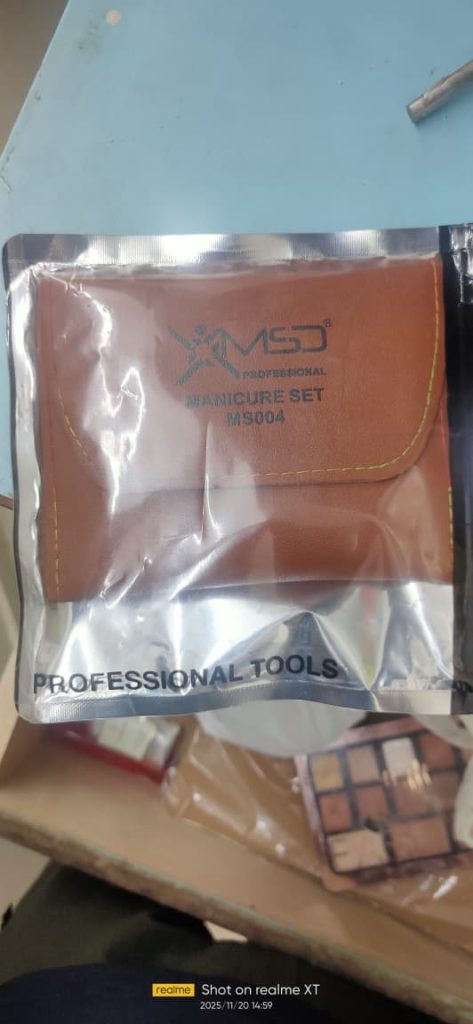 MSD®
PROFESSIONAL
MANICURE SET
MS004
PROFESSIONAL TOOLS
realme Shot on realme XT
2025/11/20 14:59